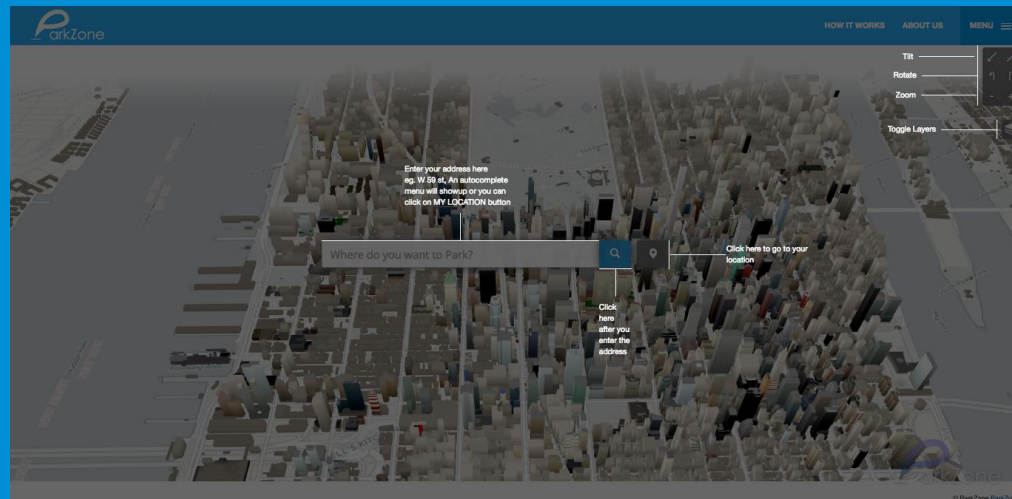 ParkZone
HOW IT WORKS
ABOUT US
MENU
Tilt
Rotate
Zoom
Toggle Layers
Enter your address here
eg. W 59 st, An autocomplete
menu will showup or you can
click on MY LOCATION button
Where do you want to Park?
Click here to go to your
location
Click
here
after you
enter the
address
ParkZone
© ParkZone